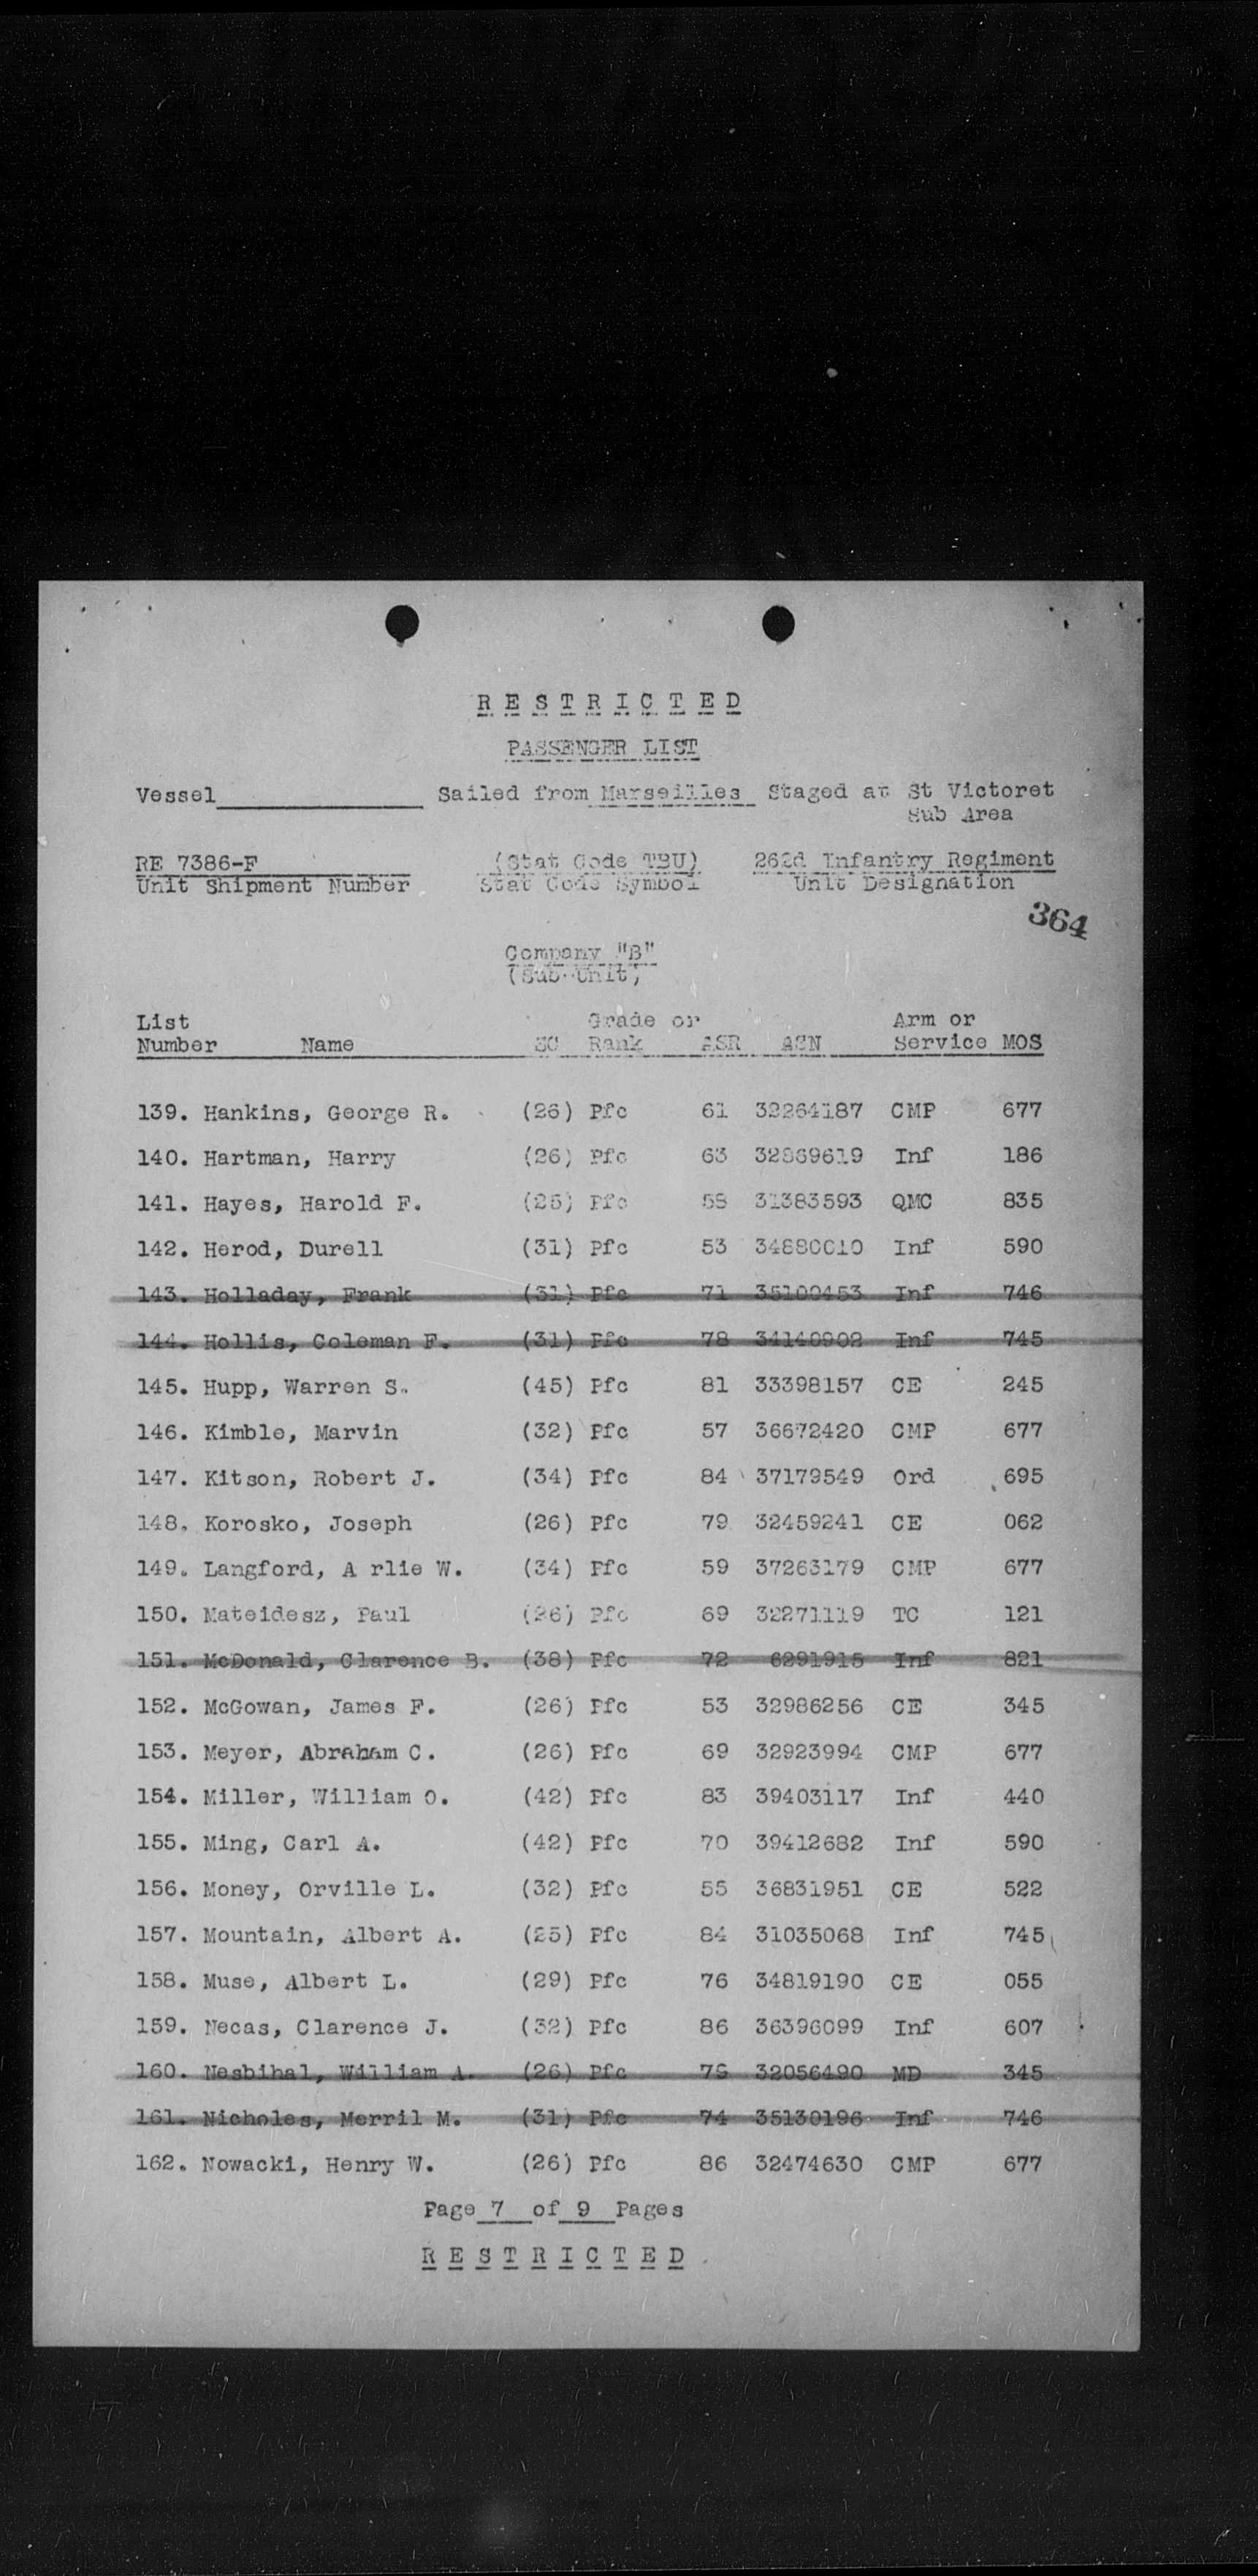 RESTRICTED
PASSENGER LIST
Vessel__________ Sailed from Marseilles Staged at St Victoret
Sub Area
RE 7386-F (Stat Code TBU) 262d Infantry Regiment
Unit Shipment Number Stat Code Symbol Unit Designation
364
Company "B"
(Sub-Unit)
List Grade or Arm or
Number Name SC Rank ASR ASN Service MOS
139. Hankins, George R. (26) Pfc 61 32264187 CMP 677
140. Hartman, Harry (26) Pfc 63 32869619 Inf 186
141. Hayes, Harold F. (25) Pfc 58 31383593 QMC 835
142. Herod, Durell (31) Pfc 53 34880010 Inf 590
143. Holladay, Frank (31) Pfc 71 35100453 Inf 746
144. Hollis, Coleman F. (31) Pfc 78 34140902 Inf 745
145. Hupp, Warren S. (45) Pfc 81 33398157 CE 245
146. Kimble, Marvin (32) Pfc 57 36672420 CMP 677
147. Kitson, Robert J. (34) Pfc 84 37179549 Ord 695
148. Korosko, Joseph (26) Pfc 79 32459241 CE 062
149. Langford, A rlie W. (34) Pfc 59 37263179 CMP 677
150. Mateidesz, Paul (26) Pfc 69 32271119 TC 121
151. McDonald, Clarence B. (38) Pfc 72 6291915 Inf 821
152. McGowan, James F. (26) Pfc 53 32986256 CE 345
153. Meyer, Abraham C. (26) Pfc 69 32923994 CMP 677
154. Miller, William O. (42) Pfc 83 39403117 Inf 440
155. Ming, Carl A. (42) Pfc 70 39412682 Inf 590
156. Money, Orville L. (32) Pfc 55 36831951 CE 522
157. Mountain, Albert A. (25) Pfc 84 31035068 Inf 745
158. Muse, Albert L. (29) Pfc 76 34819190 CE 055
159. Necas, Clarence J. (32) Pfc 86 36396099 Inf 607
160. Nesbihal, William A. (26) Pfc 76 32056490 MD 345
161. Nicholes, Merril M. (31) Pfc 74 35130196 Inf 746
162. Nowacki, Henry W. (26) Pfc 86 32474630 CMP 677
Page 7 of 9 Pages
RESTRICTED